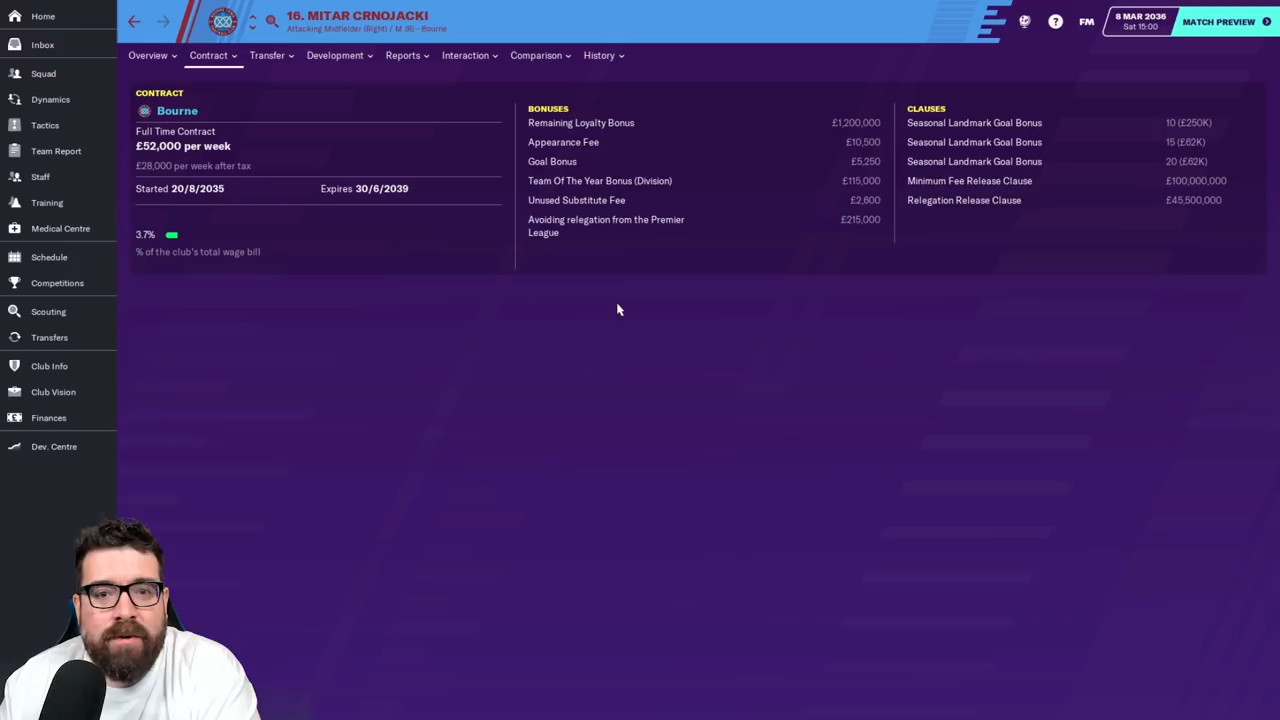 16. MITAR CRNOJACKI
Attacking Midfielder (Right) / M (R) - Bourne
?
FM
8 MAR 2036
Sat 15:00
MATCH PREVIEW
Home
Inbox
Squad
Dynamics
Tactics
Team Report
Staff
Training
Medical Centre
Schedule
Competitions
Scouting
Transfers
Club Info
Club Vision
Finances
Dev. Centre
Overview
Contract
Transfer
Development
Reports
Interaction
Comparison
History
CONTRACT
Bourne
Full Time Contract
£52,000 per week
£28,000 per week after tax
Started 20/8/2035 Expires 30/6/2039
3.7%
% of the club's total wage bill
BONUSES
Remaining Loyalty Bonus £1,200,000
Appearance Fee £10,500
Goal Bonus £5,250
Team Of The Year Bonus (Division) £115,000
Unused Substitute Fee £2,600
Avoiding relegation from the Premier £215,000
League
CLAUSES
Seasonal Landmark Goal Bonus 10 (£250K)
Seasonal Landmark Goal Bonus 15 (£62K)
Seasonal Landmark Goal Bonus 20 (£62K)
Minimum Fee Release Clause £100,000,000
Relegation Release Clause £45,500,000